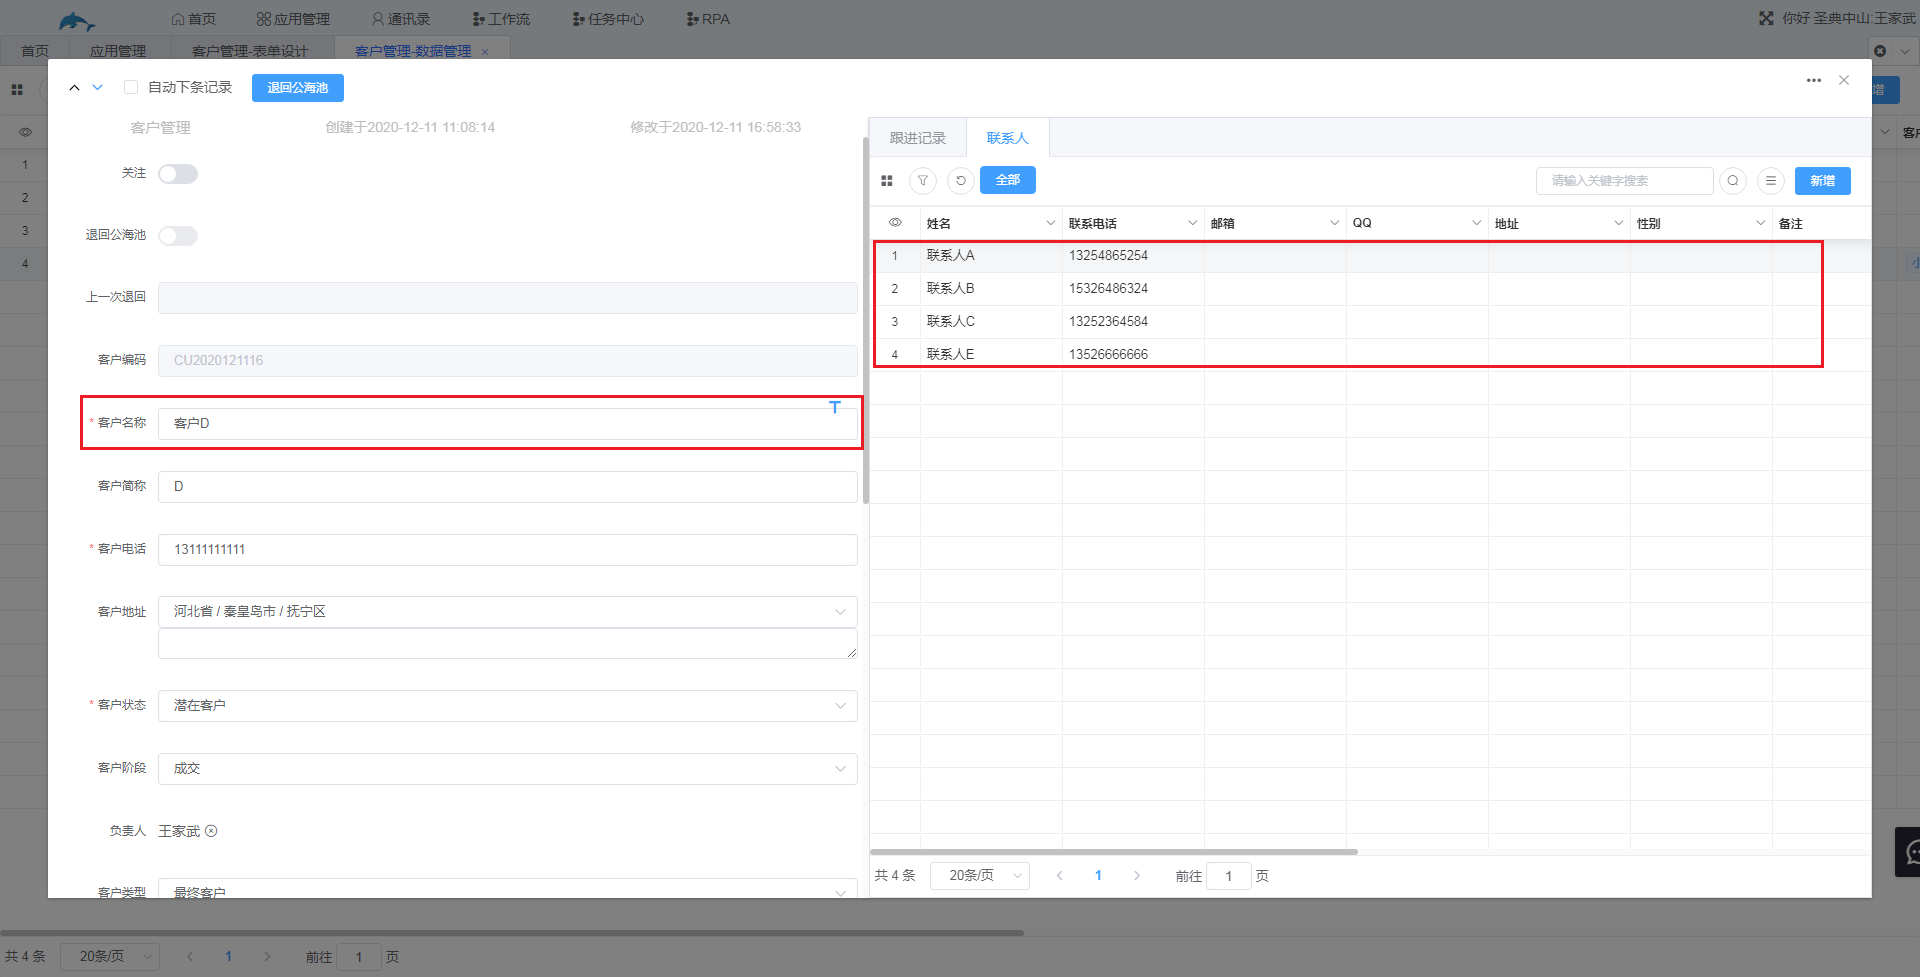 首页 应用管理 通讯录 工作流 任务中心 RPA 你好 圣典中山:王家武
首页 应用管理 客户管理-表单设计 客户管理-数据管理
自动下条记录 退回公海池
增
客户管理 创建于2020-12-11 11:08:14 修改于2020-12-11 16:58:33
跟进记录 联系人
关注
全部 请输入关键字搜索 新增
退回公海池
姓名 联系电话 邮箱 QQ 地址 性别 备注
1 联系人A 13254865254
2 联系人B 15326486324
3 联系人C 13252364584
4 联系人E 13526666666
上一次退回
客户编码 CU2020121116
* 客户名称 客户D
客户简称 D
* 客户电话 13111111111
客户地址 河北省 / 秦皇岛市 / 抚宁区
* 客户状态 潜在客户
客户阶段 成交
负责人 王家武
客户类型 最终客户
共 4 条 20条/页 1 前往 1 页
1
2
3
4
共 4 条 20条/页 1 前往 1 页